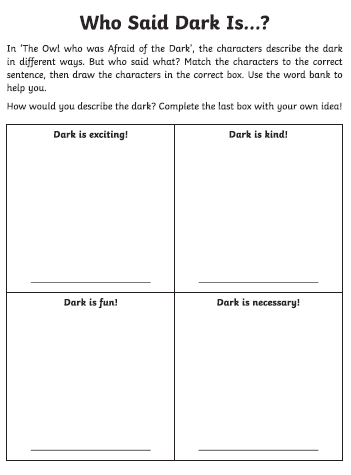 Who Said Dark Is...?
In ‘The Owl who was Afraid of the Dark’, the characters describe the dark
in different ways. But who said what? Match the characters to the correct
sentence, then draw the characters in the correct box. Use the word bank to
help you.
How would you describe the dark? Complete the last box with your own idea!
Dark is exciting!
Dark is kind!
Dark is fun!
Dark is necessary!